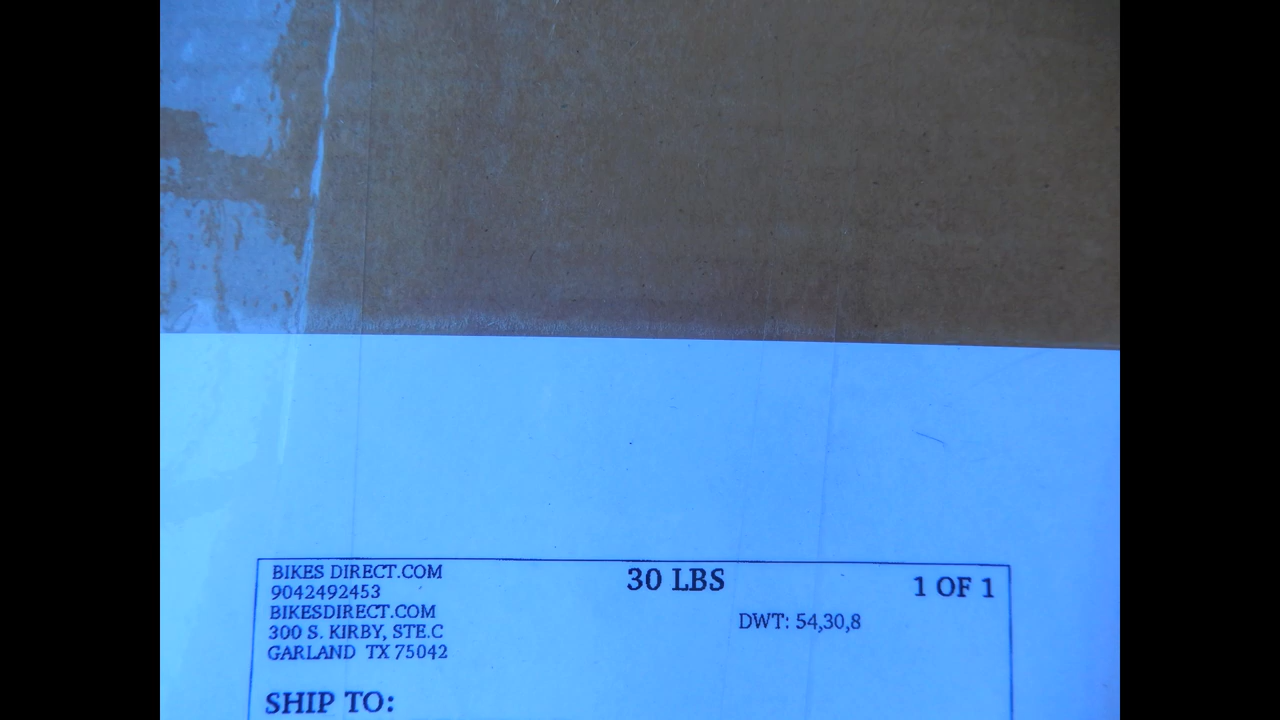 BIKES DIRECT.COM
9042492453
BIKESDIRECT.COM
300 S. KIRBY, STE.C
GARLAND TX 75042
30 LBS
1 OF 1
DWT: 54,30,8
SHIP TO: